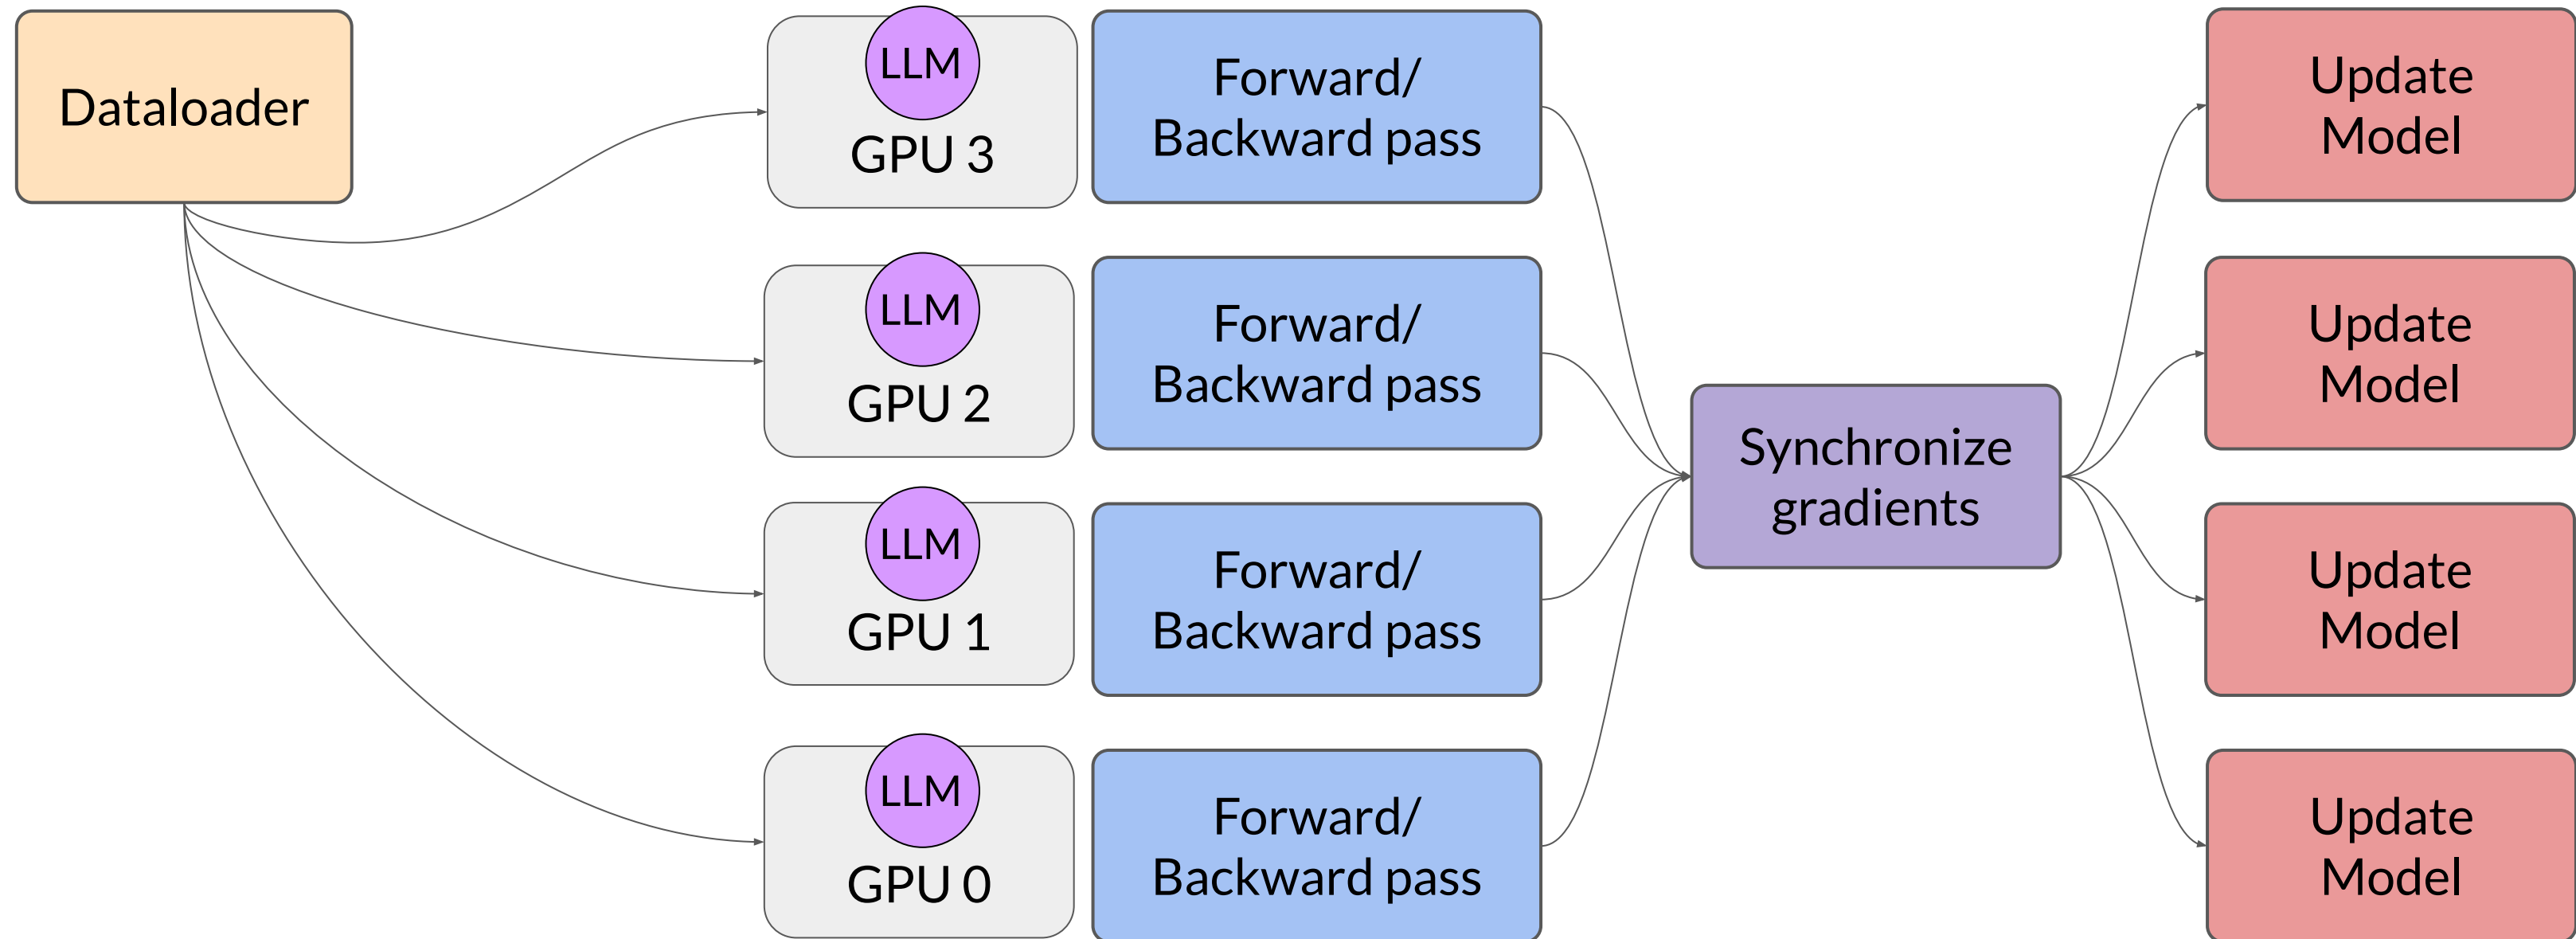 Dataloader
LLM
GPU 3
Forward/
Backward pass
Update
Model
LLM
GPU 2
Forward/
Backward pass
Update
Model
Synchronize
gradients
LLM
GPU 1
Forward/
Backward pass
Update
Model
LLM
GPU 0
Forward/
Backward pass
Update
Model